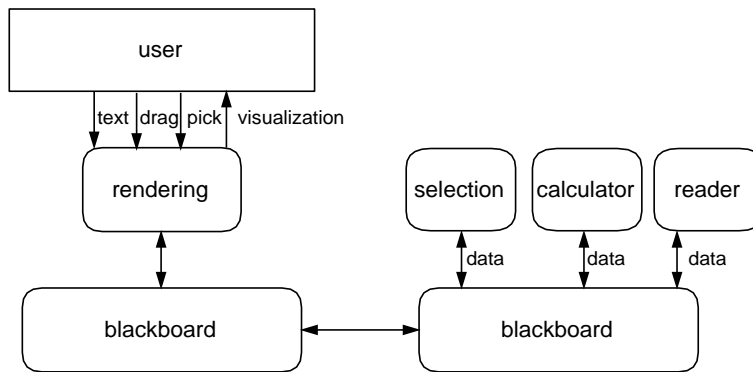 user
text drag pick visualization
rendering
selection calculator reader
data data data
blackboard blackboard